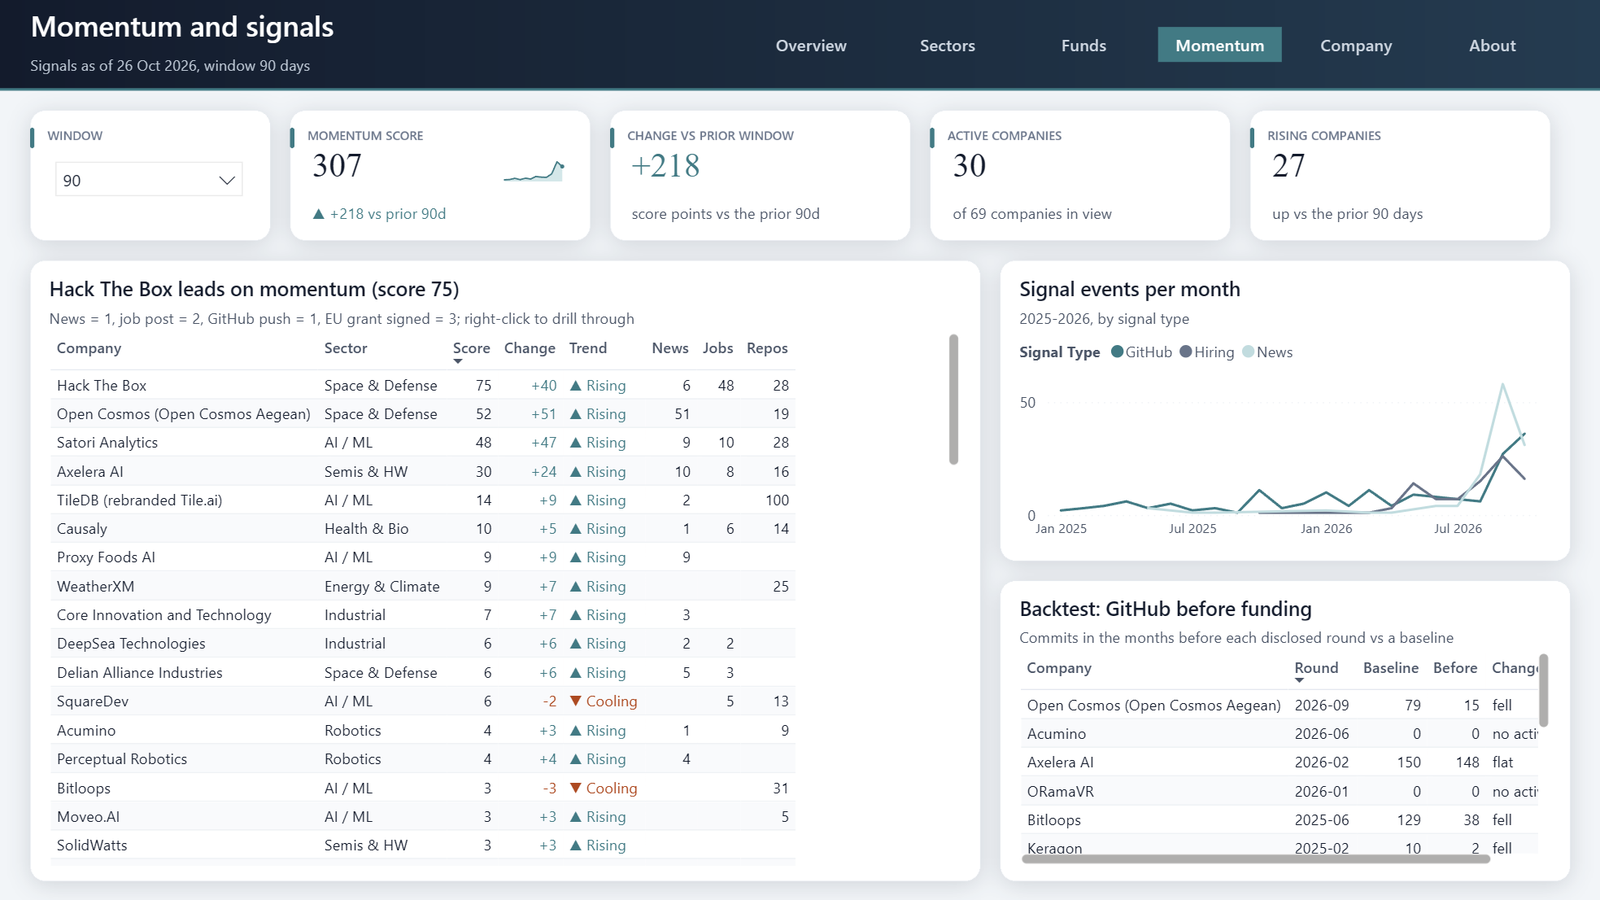 Momentum and signals
Signals as of 26 Oct 2026, window 90 days
Overview
Sectors
Funds
Momentum
Company
About
WINDOW
90
MOMENTUM SCORE
307
▲ +218 vs prior 90d
CHANGE VS PRIOR WINDOW
+218
score points vs the prior 90d
ACTIVE COMPANIES
30
of 69 companies in view
RISING COMPANIES
27
up vs the prior 90 days
Hack The Box leads on momentum (score 75)
News = 1, job post = 2, GitHub push = 1, EU grant signed = 3; right-click to drill through
Company Sector Score Change Trend News Jobs Repos
Hack The Box Space & Defense 75 +40 ▲ Rising 6 48 28
Open Cosmos (Open Cosmos Aegean) Space & Defense 52 +51 ▲ Rising 51 19
Satori Analytics AI / ML 48 +47 ▲ Rising 9 10 28
Axelera AI Semis & HW 30 +24 ▲ Rising 10 8 16
TileDB (rebranded Tile.ai) AI / ML 14 +9 ▲ Rising 2 100
Causaly Health & Bio 10 +5 ▲ Rising 1 6 14
Proxy Foods AI AI / ML 9 +9 ▲ Rising 9
WeatherXM Energy & Climate 9 +7 ▲ Rising 25
Core Innovation and Technology Industrial 7 +7 ▲ Rising 3
DeepSea Technologies Industrial 6 +6 ▲ Rising 2 2
Delian Alliance Industries Space & Defense 6 +6 ▲ Rising 5 3
SquareDev AI / ML 6 -2 ▼ Cooling 5 13
Acumino Robotics 4 +3 ▲ Rising 1 9
Perceptual Robotics Robotics 4 +4 ▲ Rising 4
Bitloops AI / ML 3 -3 ▼ Cooling 31
Moveo.AI AI / ML 3 +3 ▲ Rising 5
SolidWatts Semis & HW 3 +3 ▲ Rising
Signal events per month
2025-2026, by signal type
Signal Type GitHub Hiring News
50
0
Jan 2025 Jul 2025 Jan 2026 Jul 2026
Backtest: GitHub before funding
Commits in the months before each disclosed round vs a baseline
Company Round Baseline Before Change
Open Cosmos (Open Cosmos Aegean) 2026-09 79 15 fell
Acumino 2026-06 0 0 no acti
Axelera AI 2026-02 150 148 flat
ORamaVR 2026-01 0 0 no acti
Bitloops 2025-06 129 38 fell
Keragon 2025-02 10 2 fell